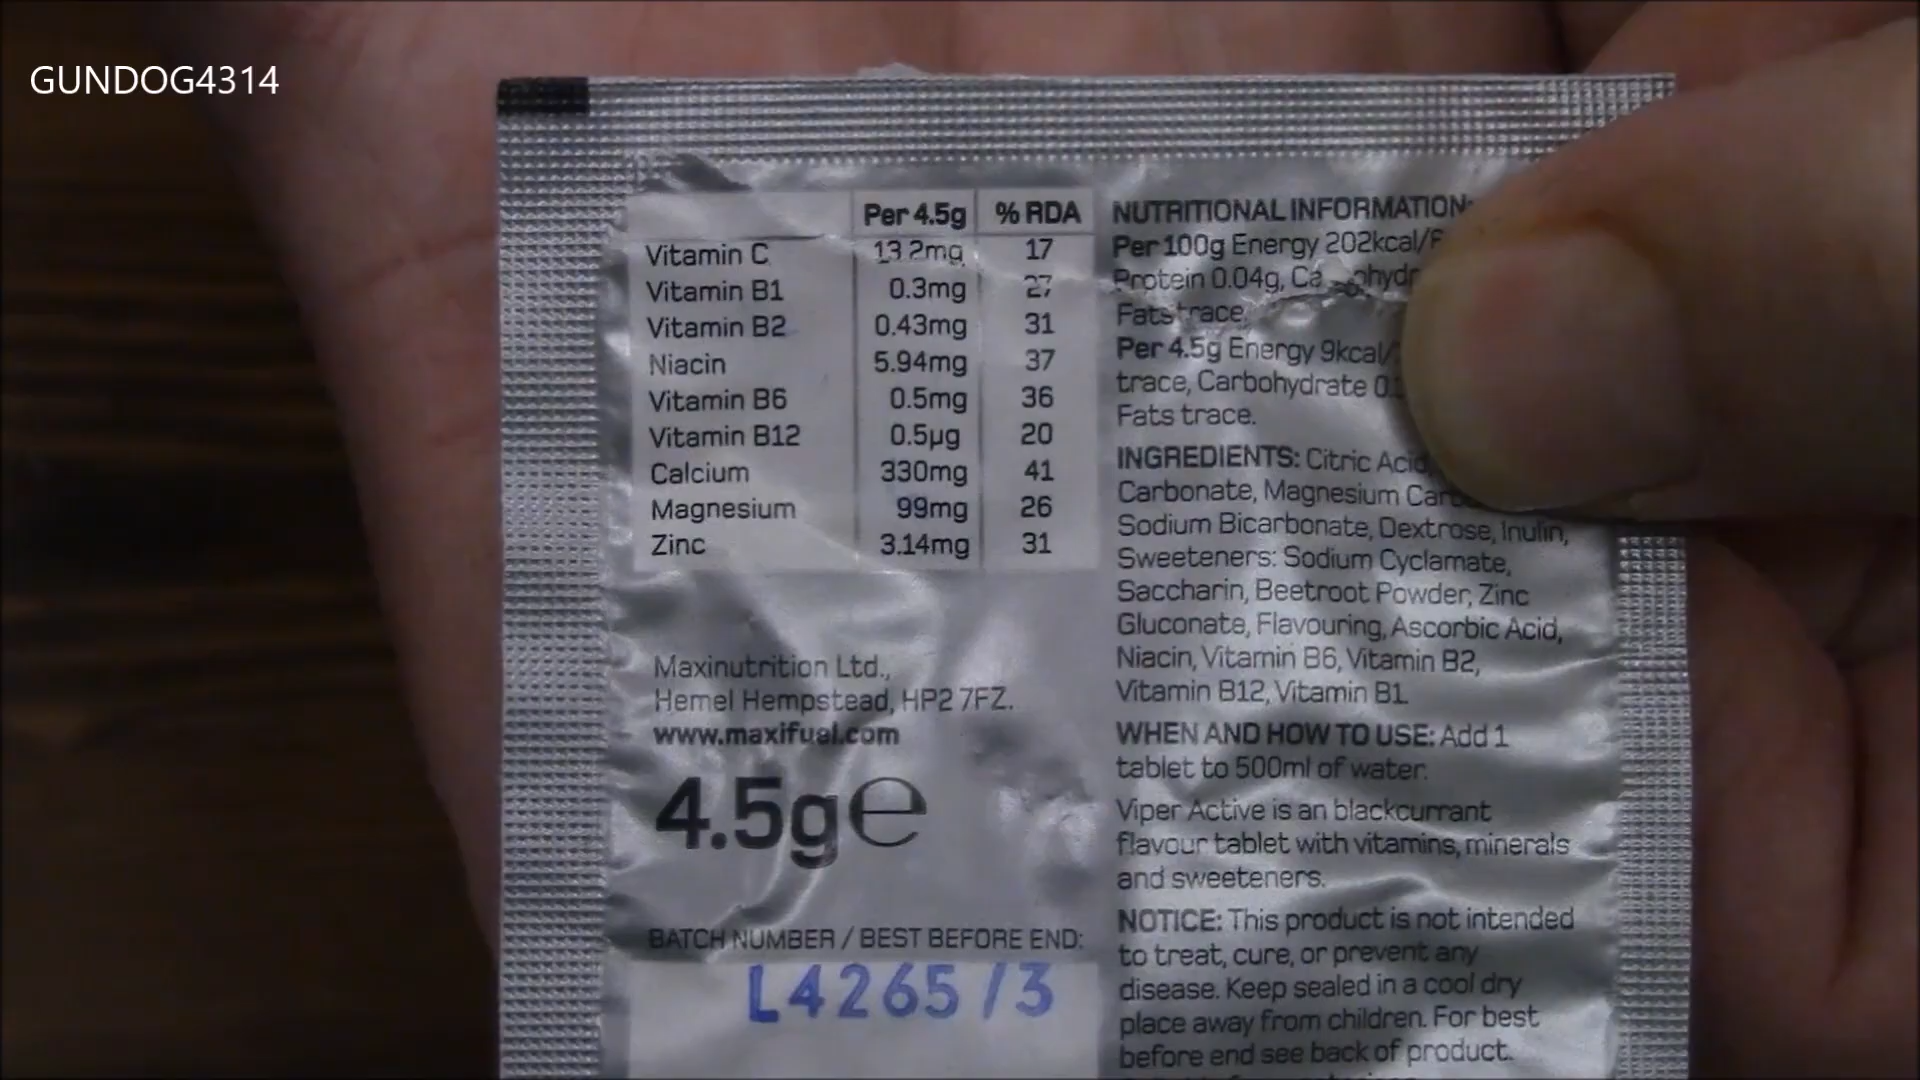 GUNDOG4314
Per 4.5g % RDA
Vitamin C 13.2mg 17
Vitamin B1 0.3mg 27
Vitamin B2 0.43mg 31
Niacin 5.94mg 37
Vitamin B6 0.5mg 36
Vitamin B12 0.5µg 20
Calcium 330mg 41
Magnesium 99mg 26
Zinc 3.14mg 31
Maxinutrition Ltd.,
Hemel Hempstead, HP2 7FZ.
www.maxifuel.com
4.5g℮
BATCH NUMBER / BEST BEFORE END:
L4265/3
NUTRITIONAL INFORMATION:
Per 100g Energy 202kcal/
Protein 0.04g,
Fats trace,
Per 4.5g Energy 9kcal/
trace, Carbohydrate
Fats trace.
INGREDIENTS: Citric Acid,
Carbonate, Magnesium
Sodium Bicarbonate, Dextrose, Inulin,
Sweeteners: Sodium Cyclamate,
Saccharin, Beetroot Powder, Zinc
Gluconate, Flavouring, Ascorbic Acid,
Niacin, Vitamin B6, Vitamin B2,
Vitamin B12, Vitamin B1.
WHEN AND HOW TO USE: Add 1
tablet to 500ml of water.
Viper Active is an blackcurrant
flavour tablet with vitamins, minerals
and sweeteners.
NOTICE: This product is not intended
to treat, cure, or prevent any
disease. Keep sealed in a cool dry
place away from children. For best
before end see back of product.